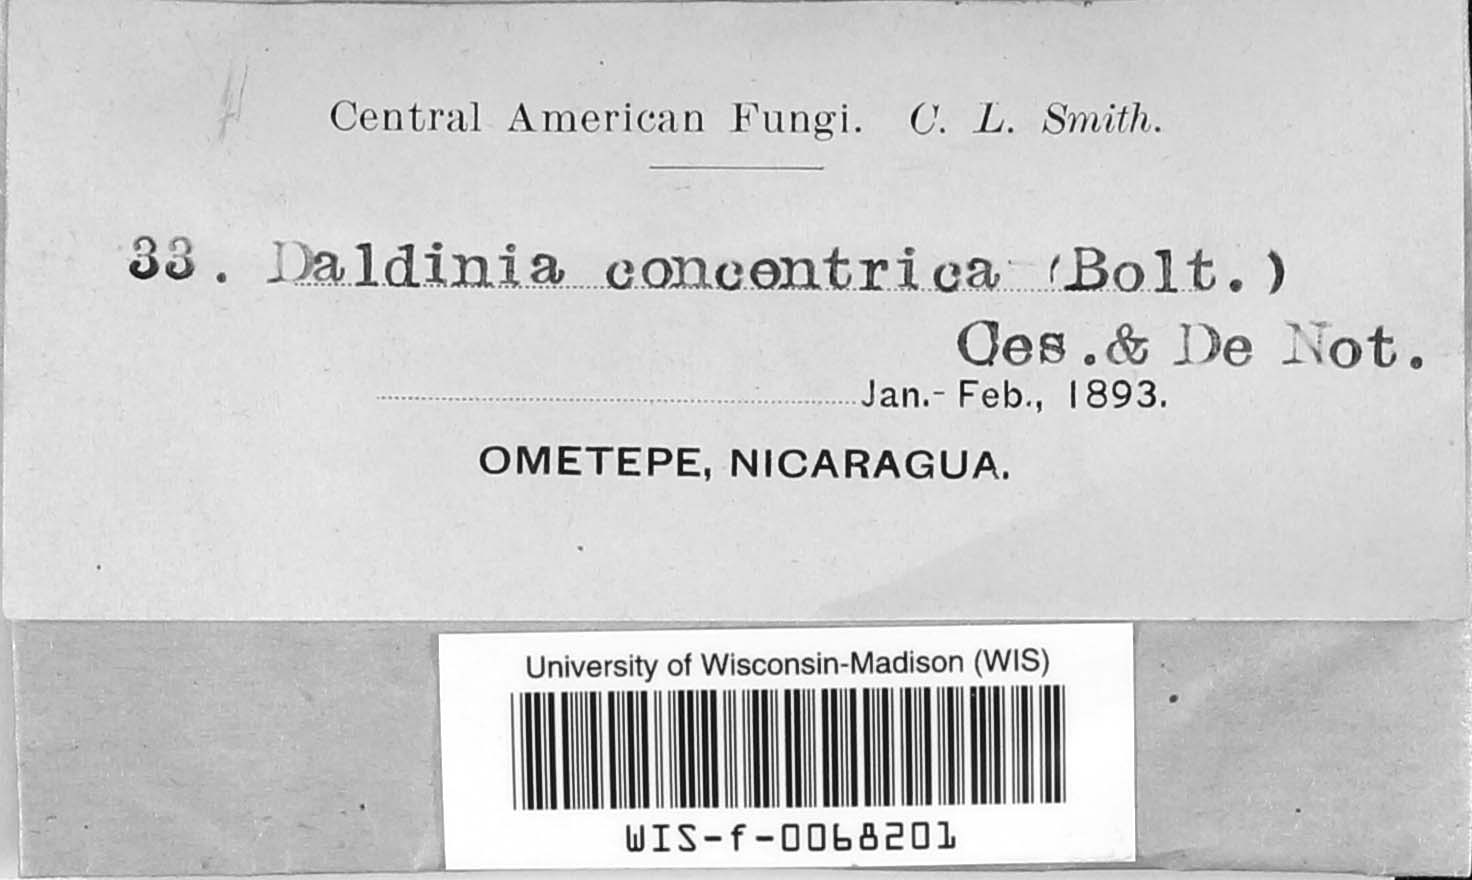 Central American Fungi. C. L. Smith.
33. Daldinia concentrica (Bolt.)
Ces.& De Not.
Jan.- Feb., 1893.
OMETEPE, NICARAGUA.
University of Wisconsin-Madison (WIS)
WIS-f-0068201